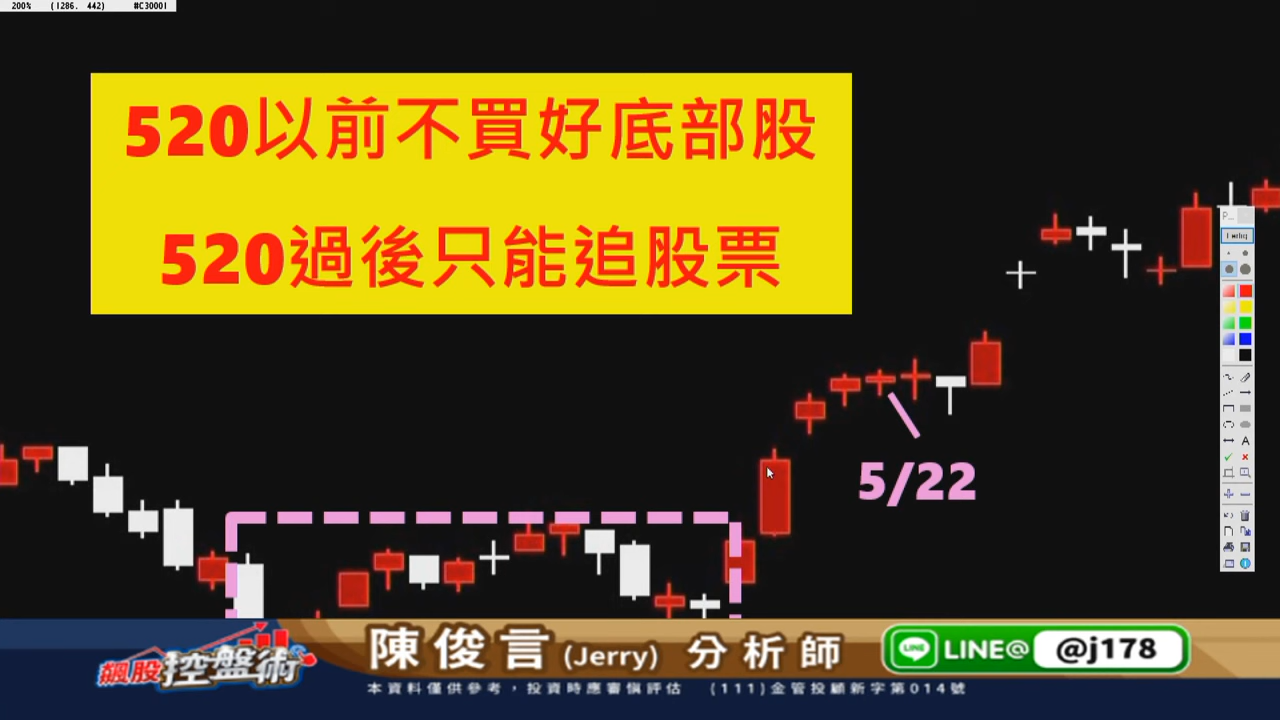 200% (1286, 442) #C30001
520以前不買好底部股
520過後只能追股票
5/22
飆股控盤術
陳俊言(Jerry) 分析師
LINE@ @j178
本資料僅供參考，投資時應審慎評估 (111)金管投顧新字第014號